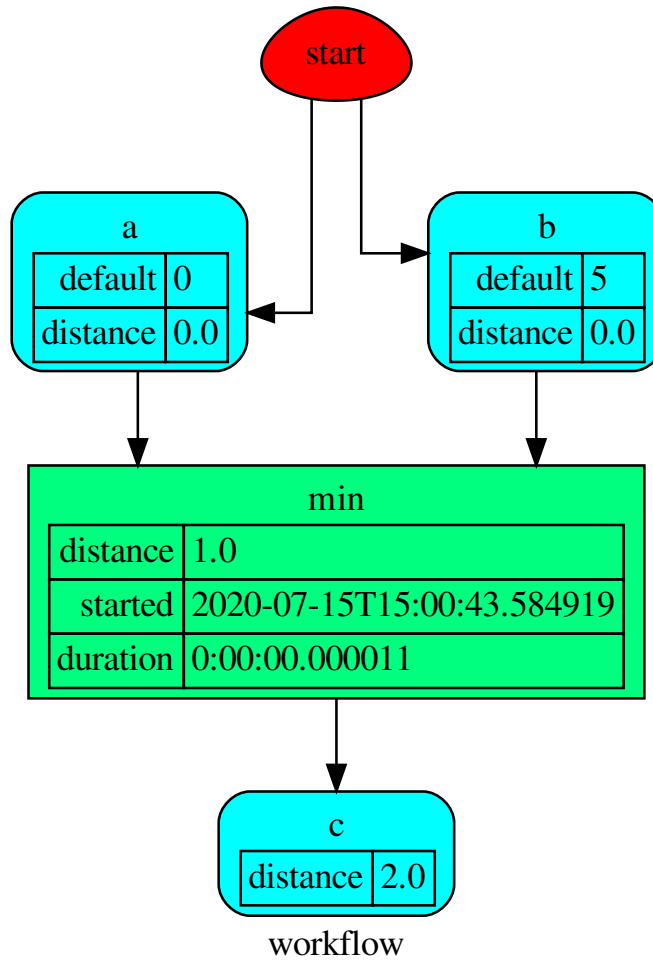 start
a
default 0
distance 0.0
b
default 5
distance 0.0
min
distance 1.0
started 2020-07-15T15:00:43.584919
duration 0:00:00.000011
c
distance 2.0
workflow